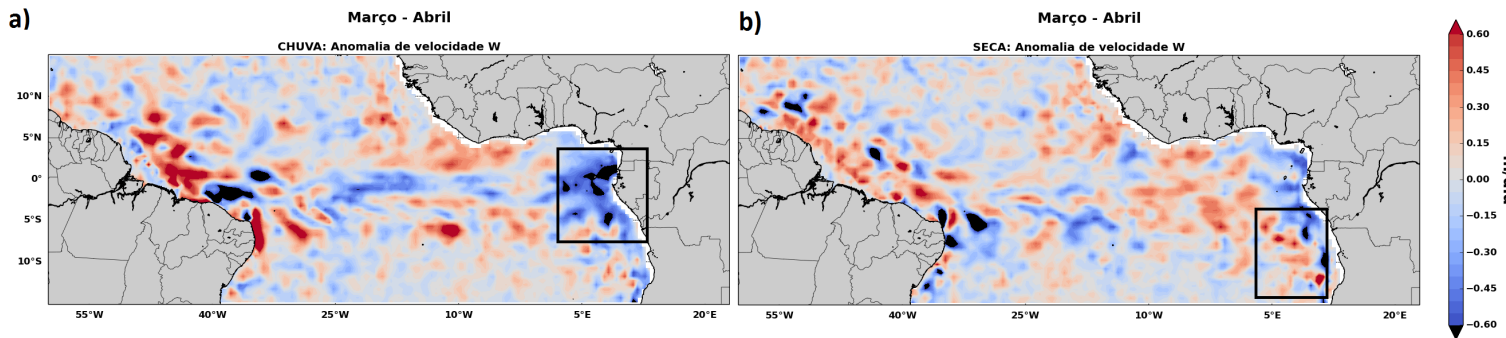 a)
Março - Abril
CHUVA: Anomalia de velocidade W
10°N
5°N
0°
5°S
10°S
55°W
40°W
25°W
10°W
5°E
20°E
b)
Março - Abril
SECA: Anomalia de velocidade W
55°W
40°W
25°W
10°W
5°E
20°E
0.60
0.45
0.30
0.15
0.00
−0.15
−0.30
−0.45
−0.60